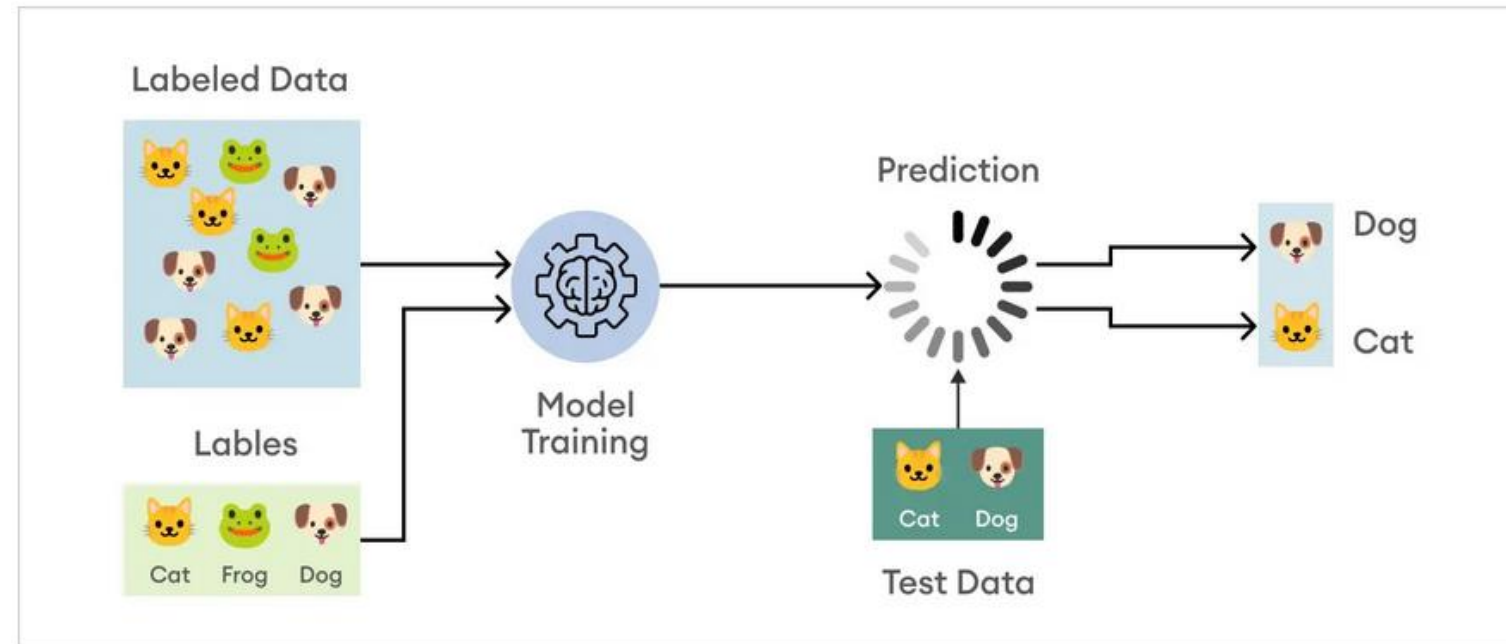 Labeled Data
Lables
Cat Frog Dog
Model
Training
Prediction
Cat Dog
Test Data
Dog
Cat